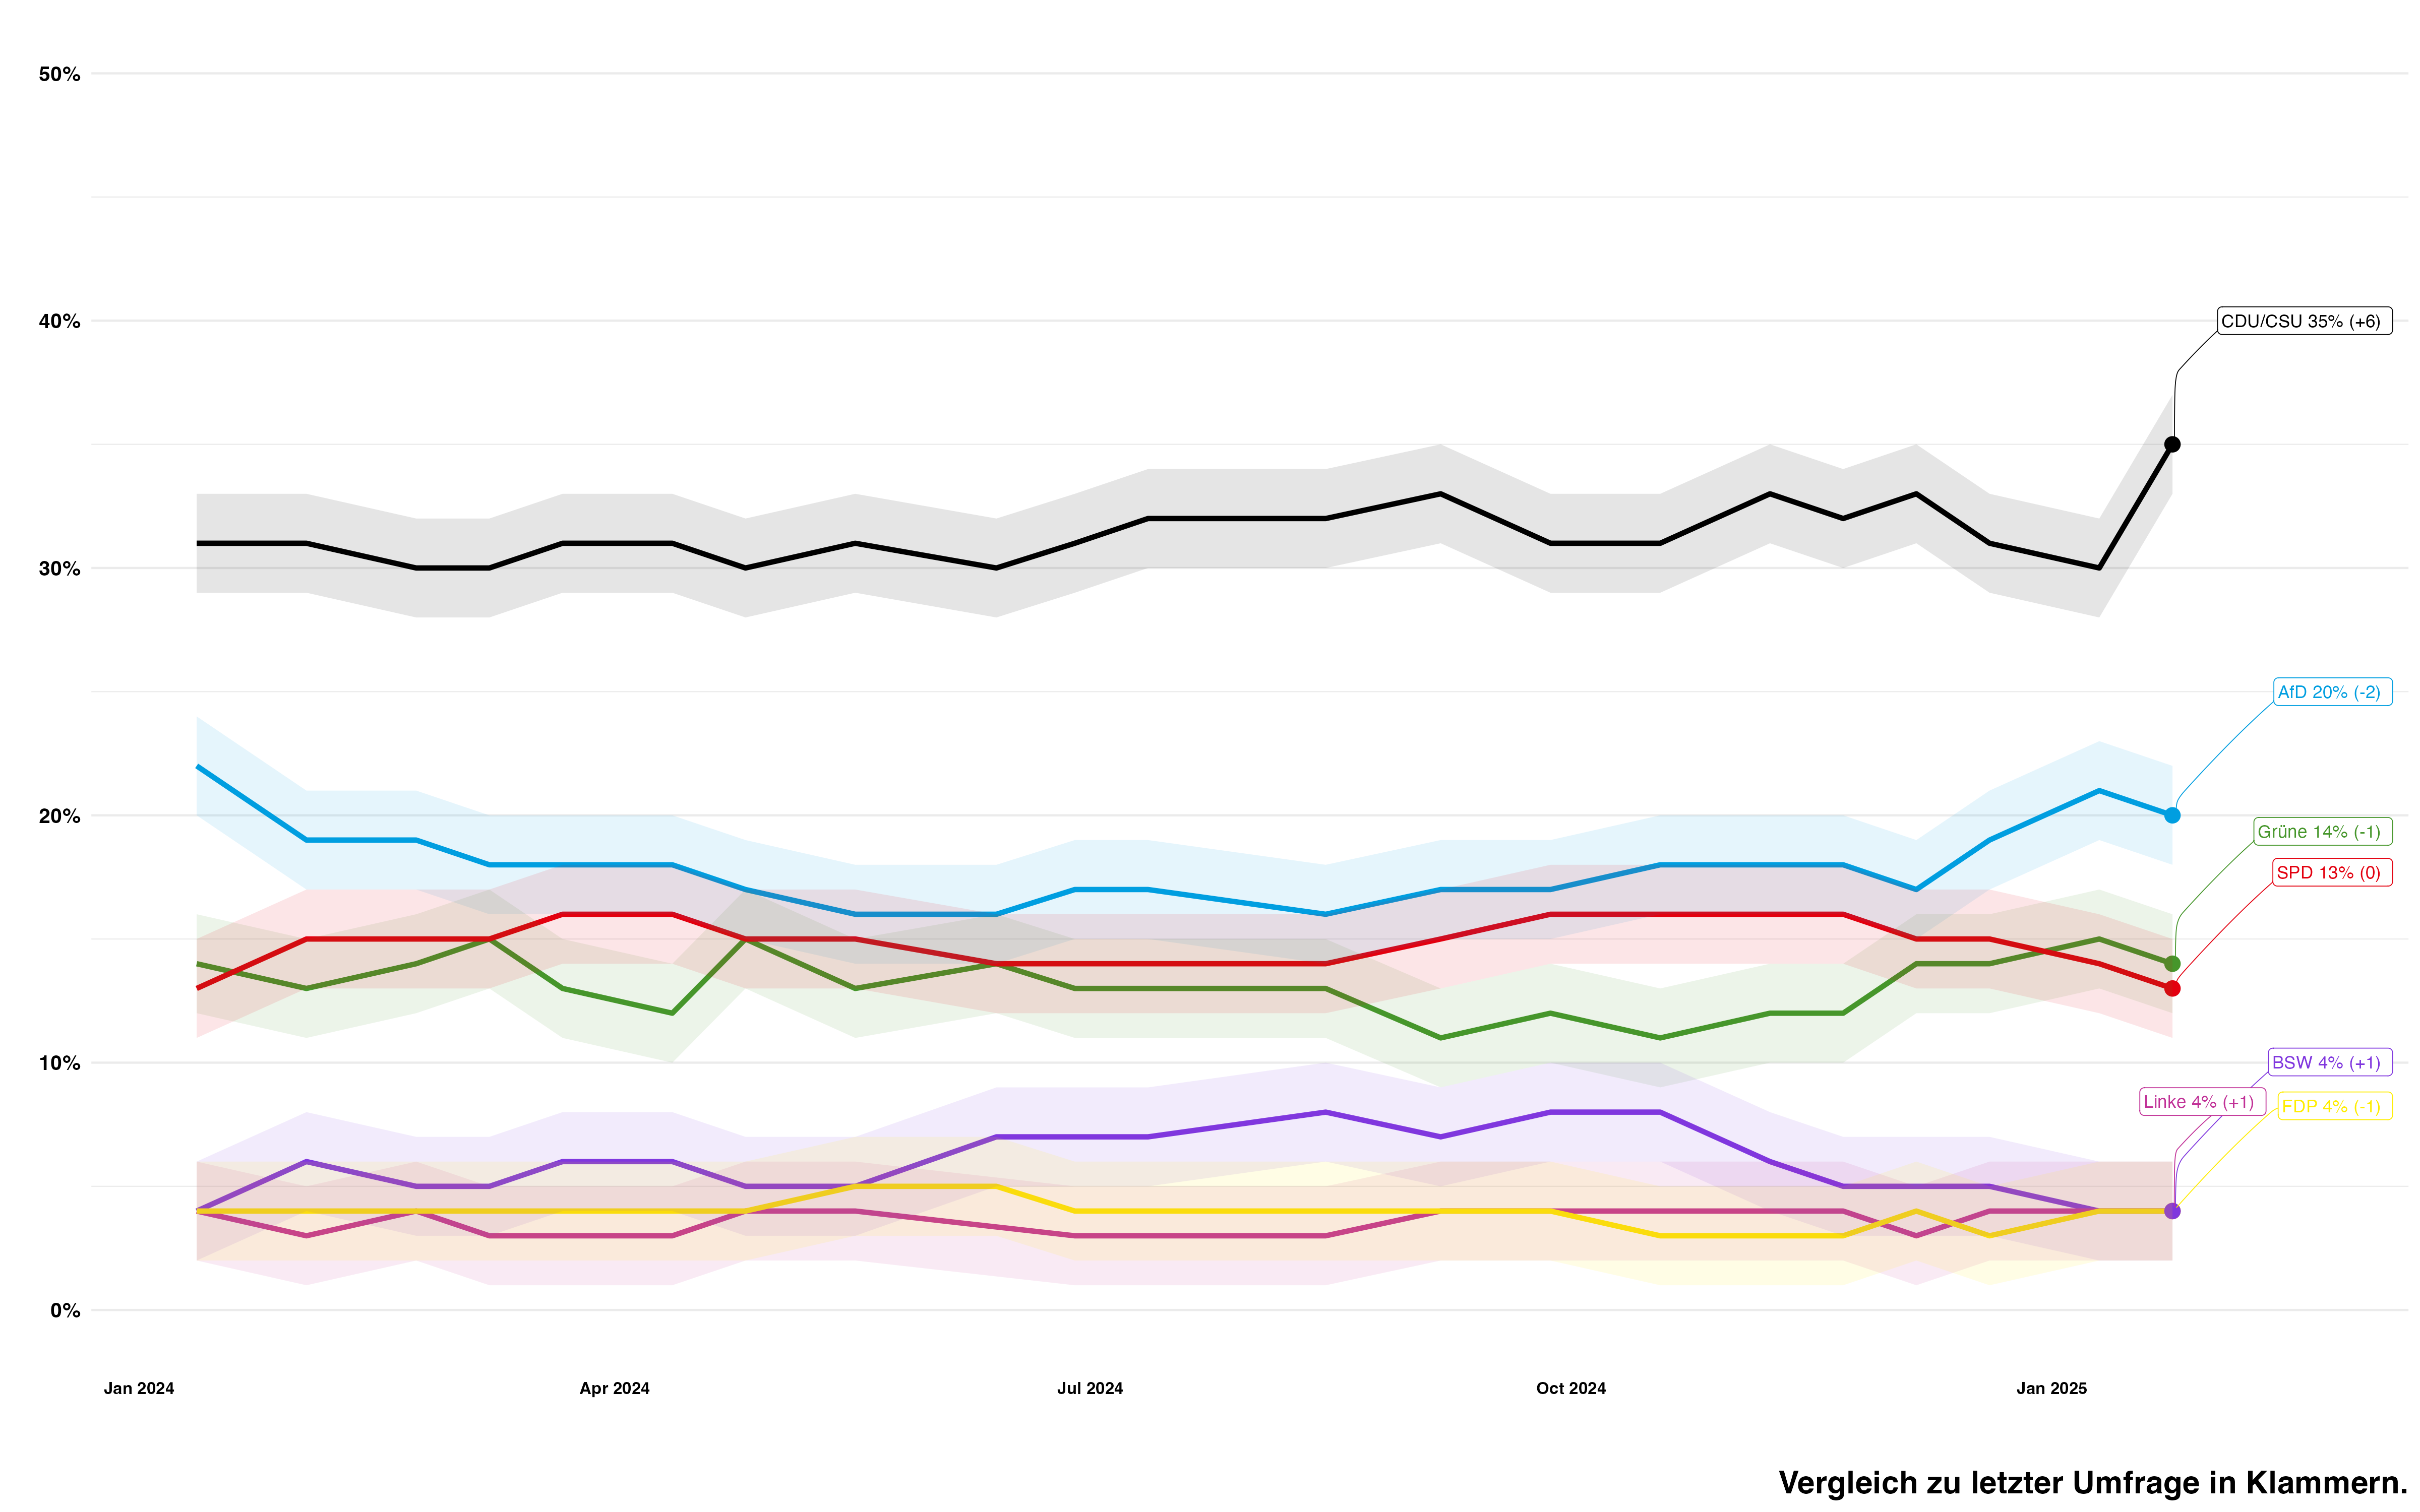 50%
40%
CDU/CSU 35% (+6)
30%
AfD 20% (-2)
20%
Grüne 14% (-1)
SPD 13% (0)
10%
BSW 4% (+1)
Linke 4% (+1)
FDP 4% (-1)
0%
Jan 2024 Apr 2024 Jul 2024 Oct 2024 Jan 2025
Vergleich zu letzter Umfrage in Klammern.